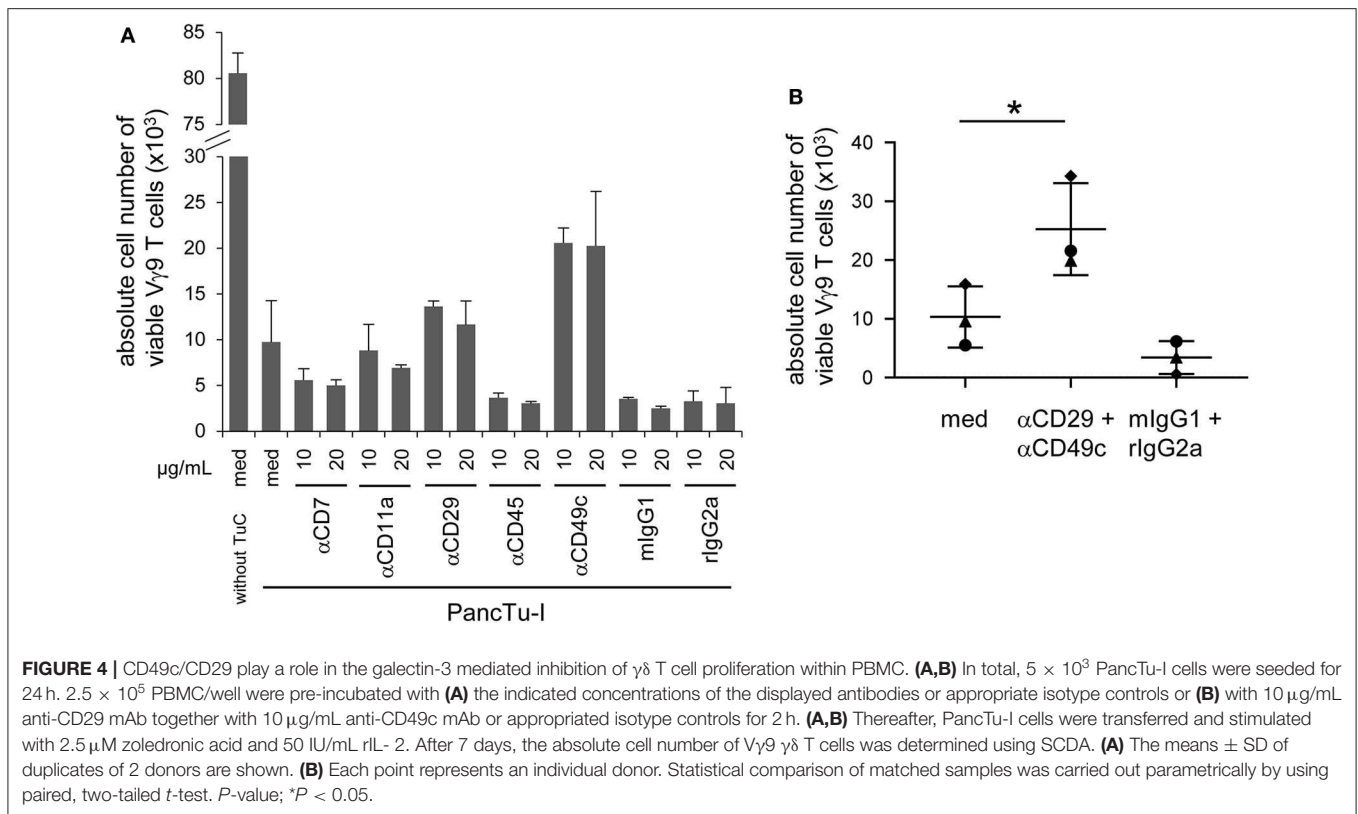 A
absolute cell number of
viable Vγ9 T cells (x10³)
80
75
30
25
20
15
10
5
0
µg/mL
med
med
10
20
10
20
10
20
10
20
10
20
10
20
10
20
without TuC
αCD7
αCD11a
αCD29
αCD45
αCD49c
mIgG1
rIgG2a
PancTu-I
B
absolute cell number of
viable Vγ9 T cells (x10³)
40
30
20
10
0
*
med
αCD29 +
αCD49c
mIgG1 +
rIgG2a
FIGURE 4 | CD49c/CD29 play a role in the galectin-3 mediated inhibition of γδ T cell proliferation within PBMC. (A,B) In total, 5 × 10³ PancTu-I cells were seeded for
24 h. 2.5 × 10⁵ PBMC/well were pre-incubated with (A) the indicated concentrations of the displayed antibodies or appropriate isotype controls or (B) with 10 µg/mL
anti-CD29 mAb together with 10 µg/mL anti-CD49c mAb or appropriated isotype controls for 2 h. (A,B) Thereafter, PancTu-I cells were transferred and stimulated
with 2.5 µM zoledronic acid and 50 IU/mL rIL- 2. After 7 days, the absolute cell number of Vγ9 γδ T cells was determined using SCDA. (A) The means ± SD of
duplicates of 2 donors are shown. (B) Each point represents an individual donor. Statistical comparison of matched samples was carried out parametrically by using
paired, two-tailed t-test. P-value; *P < 0.05.